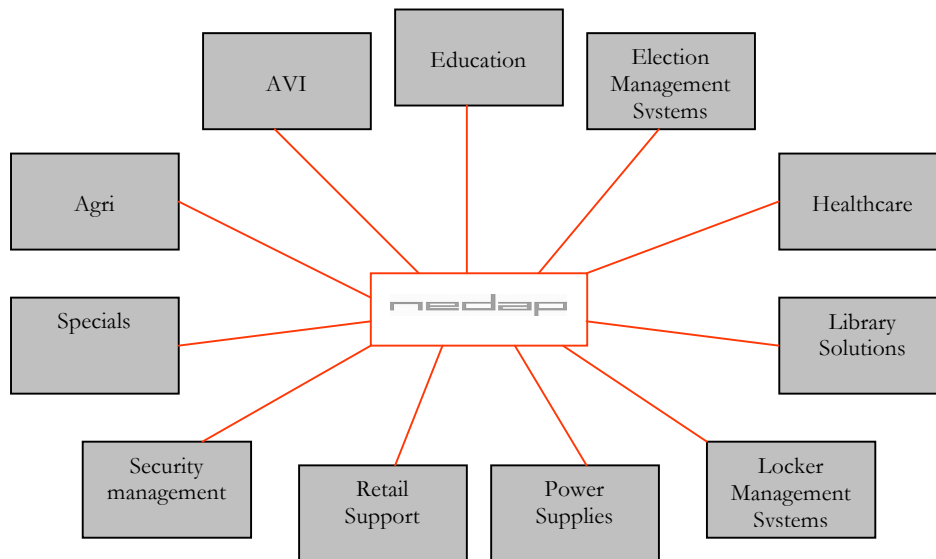 Education
Election
Management
Systems
AVI
Agri
Healthcare
nedap
Specials
Library
Solutions
Security
management
Retail
Support
Power
Supplies
Locker
Management
Systems